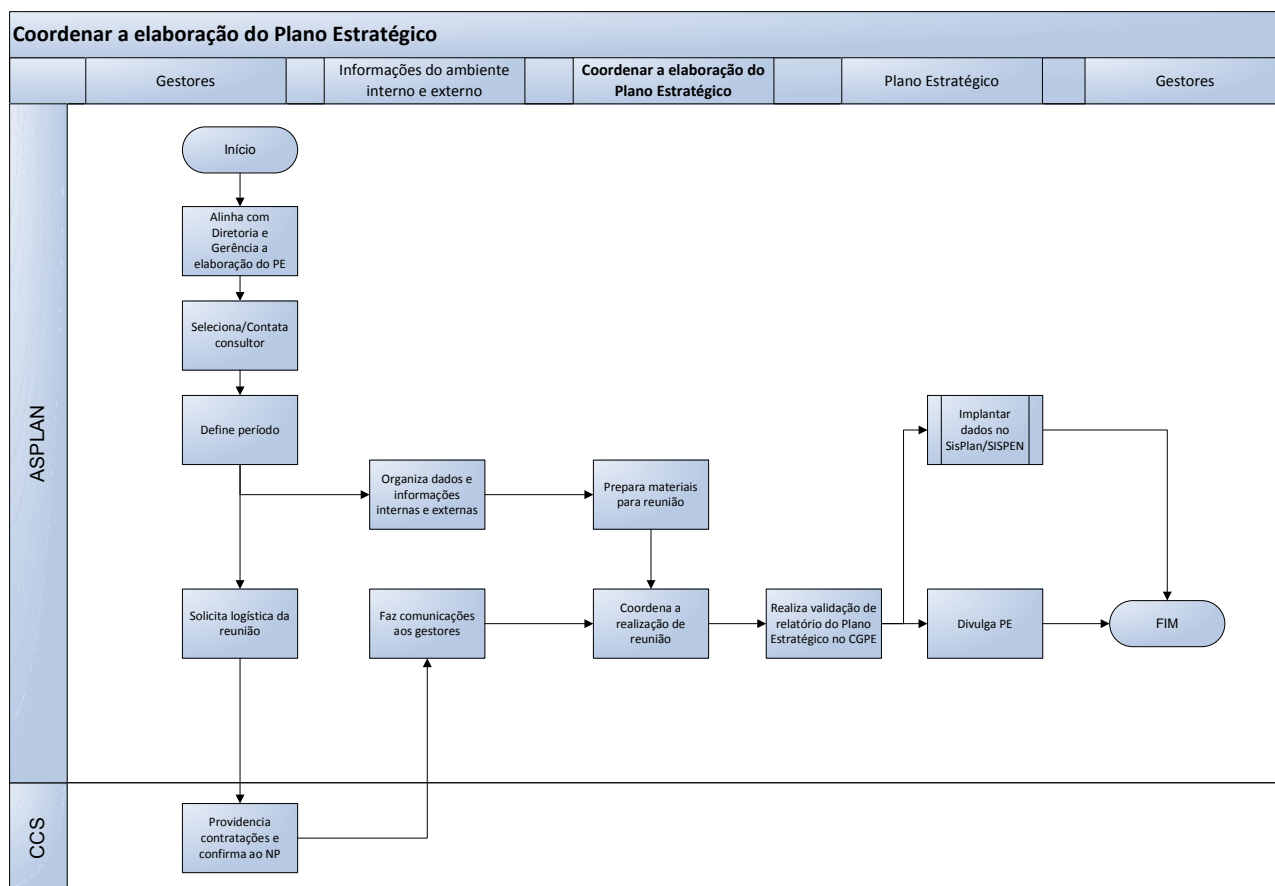 Coordenar a elaboração do Plano Estratégico
Gestores
Informações do ambiente
interno e externo
Coordenar a elaboração do
Plano Estratégico
Plano Estratégico
Gestores
ASPLAN
Início
Alinha com
Diretoria e
Gerência a
elaboração do PE
Seleciona/Contata
consultor
Define período
Implantar
dados no
SisPlan/SISPEN
Organiza dados e
informações
internas e externas
Prepara materiais
para reunião
Solicita logística da
reunião
Faz comunicações
aos gestores
Coordena a
realização de
reunião
Realiza validação de
relatório do Plano
Estratégico no CGPE
Divulga PE
FIM
CCS
Providencia
contratações e
confirma ao NP